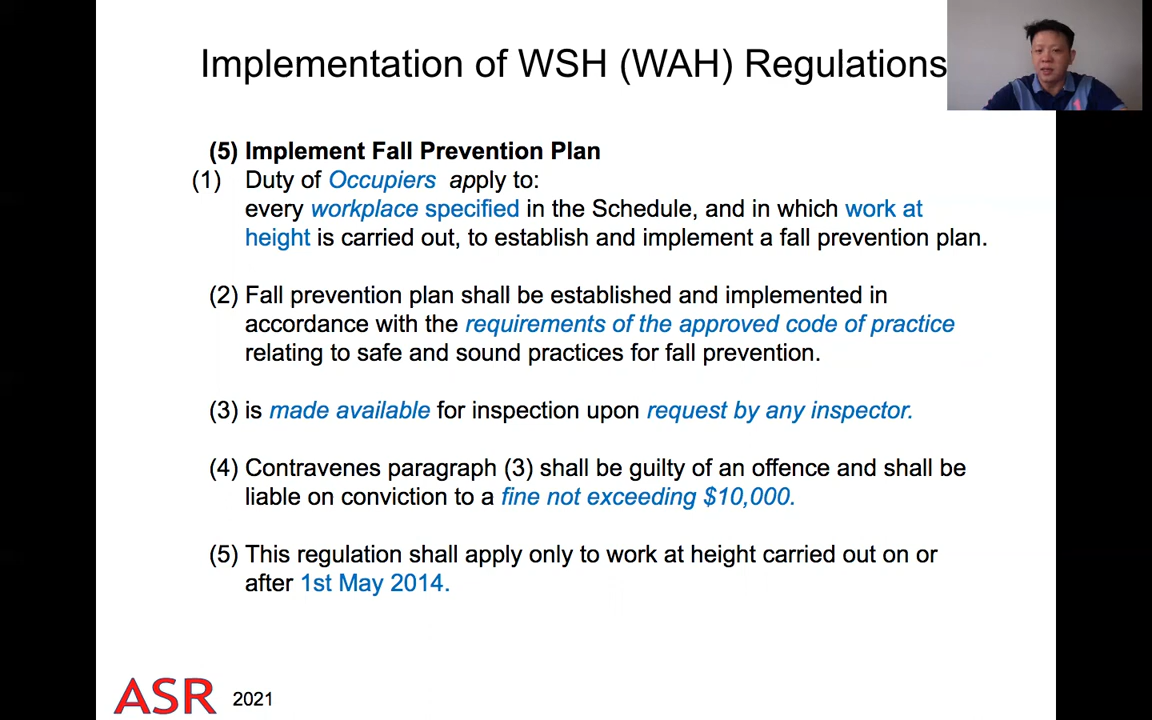 Implementation of WSH (WAH) Regulations
(5) Implement Fall Prevention Plan
(1) Duty of Occupiers apply to:
every workplace specified in the Schedule, and in which work at
height is carried out, to establish and implement a fall prevention plan.
(2) Fall prevention plan shall be established and implemented in
accordance with the requirements of the approved code of practice
relating to safe and sound practices for fall prevention.
(3) is made available for inspection upon request by any inspector.
(4) Contravenes paragraph (3) shall be guilty of an offence and shall be
liable on conviction to a fine not exceeding $10,000.
(5) This regulation shall apply only to work at height carried out on or
after 1st May 2014.
ASR 2021